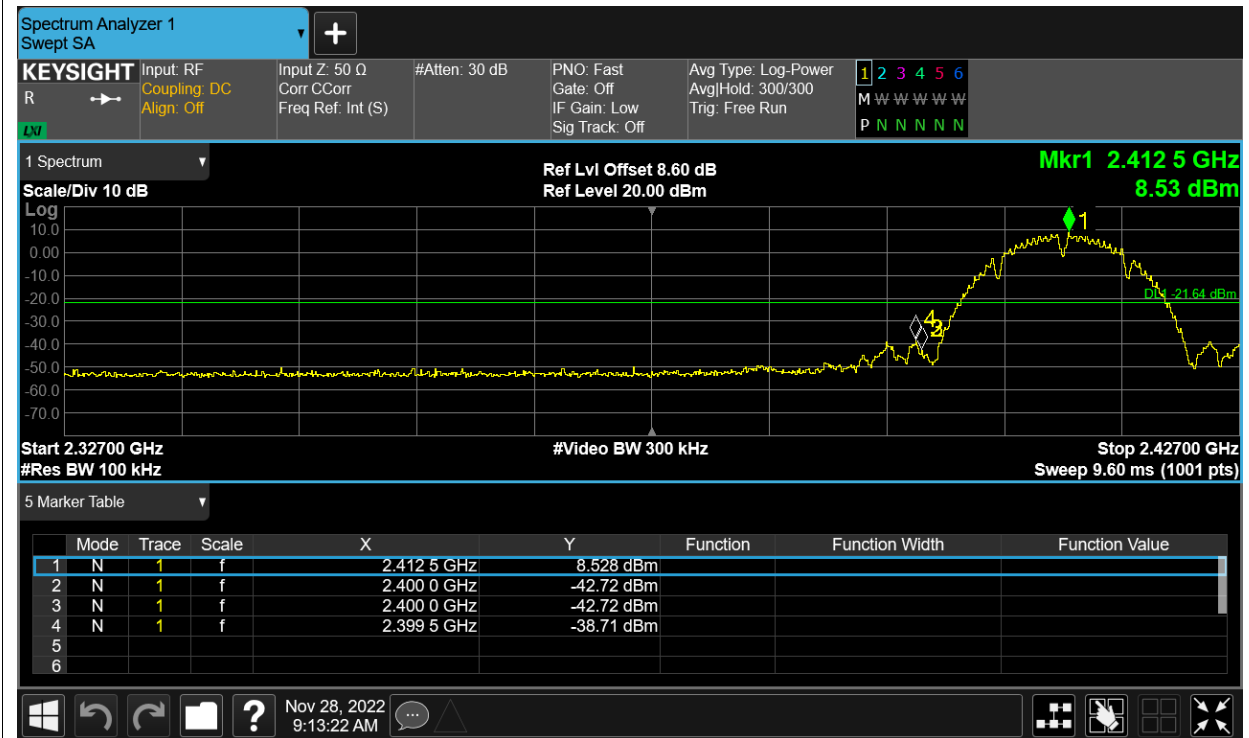 Spectrum Analyzer 1
Swept SA
+
KEYSIGHT Input: RF Input Z: 50 Ω #Atten: 30 dB PNO: Fast Avg Type: Log-Power 1 2 3 4 5 6
R Coupling: DC Corr CCorr Gate: Off Avg|Hold: 300/300 M W W W W W
Align: Off Freq Ref: Int (S) IF Gain: Low Trig: Free Run
LXI Sig Track: Off P N N N N N
1 Spectrum Ref Lvl Offset 8.60 dB Mkr1 2.412 5 GHz
Scale/Div 10 dB Ref Level 20.00 dBm 8.53 dBm
Log
1
10.0
0.00
-10.0
-20.0
DL1 -21.64 dBm
-30.0
4
-40.0
-50.0
-60.0
-70.0
Start 2.32700 GHz #Video BW 300 kHz Stop 2.42700 GHz
#Res BW 100 kHz Sweep 9.60 ms (1001 pts)
5 Marker Table
Mode Trace Scale X Y Function Function Width Function Value
1 N 1 f 2.412 5 GHz 8.528 dBm
2 N 1 f 2.400 0 GHz -42.72 dBm
3 N 1 f 2.400 0 GHz -42.72 dBm
4 N 1 f 2.399 5 GHz -38.71 dBm
5
6
? Nov 28, 2022
9:13:22 AM